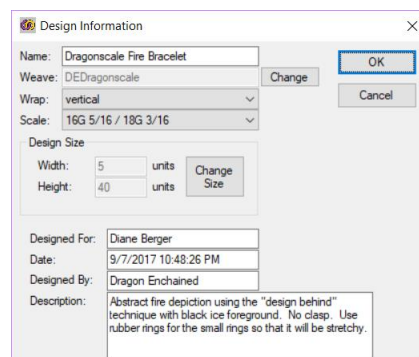 Design Information
Name: Dragonscale Fire Bracelet
OK
Weave: DEDragonscale Change
Cancel
Wrap: vertical
Scale: 16G 5/16 / 18G 3/16
Design Size
Width: 5 units
Change Size
Height: 40 units
Designed For: Diane Berger
Date: 9/7/2017 10:48:26 PM
Designed By: Dragon Enchained
Description: Abstract fire depiction using the "design behind"
technique with black ice foreground. No clasp. Use
rubber rings for the small rings so that it will be stretchy.